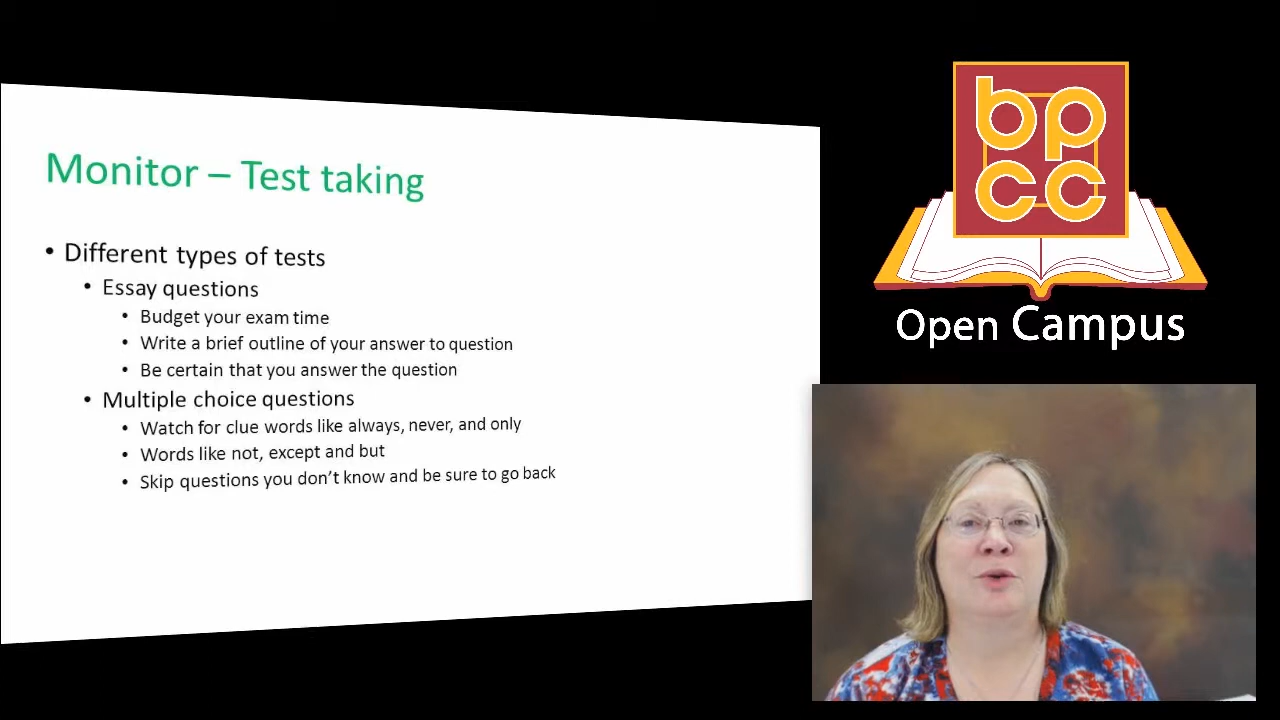 Monitor – Test taking
• Different types of tests
• Essay questions
• Budget your exam time
• Write a brief outline of your answer to question
• Be certain that you answer the question
• Multiple choice questions
• Watch for clue words like always, never, and only
• Words like not, except and but
• Skip questions you don’t know and be sure to go back
bp
cc
Open Campus